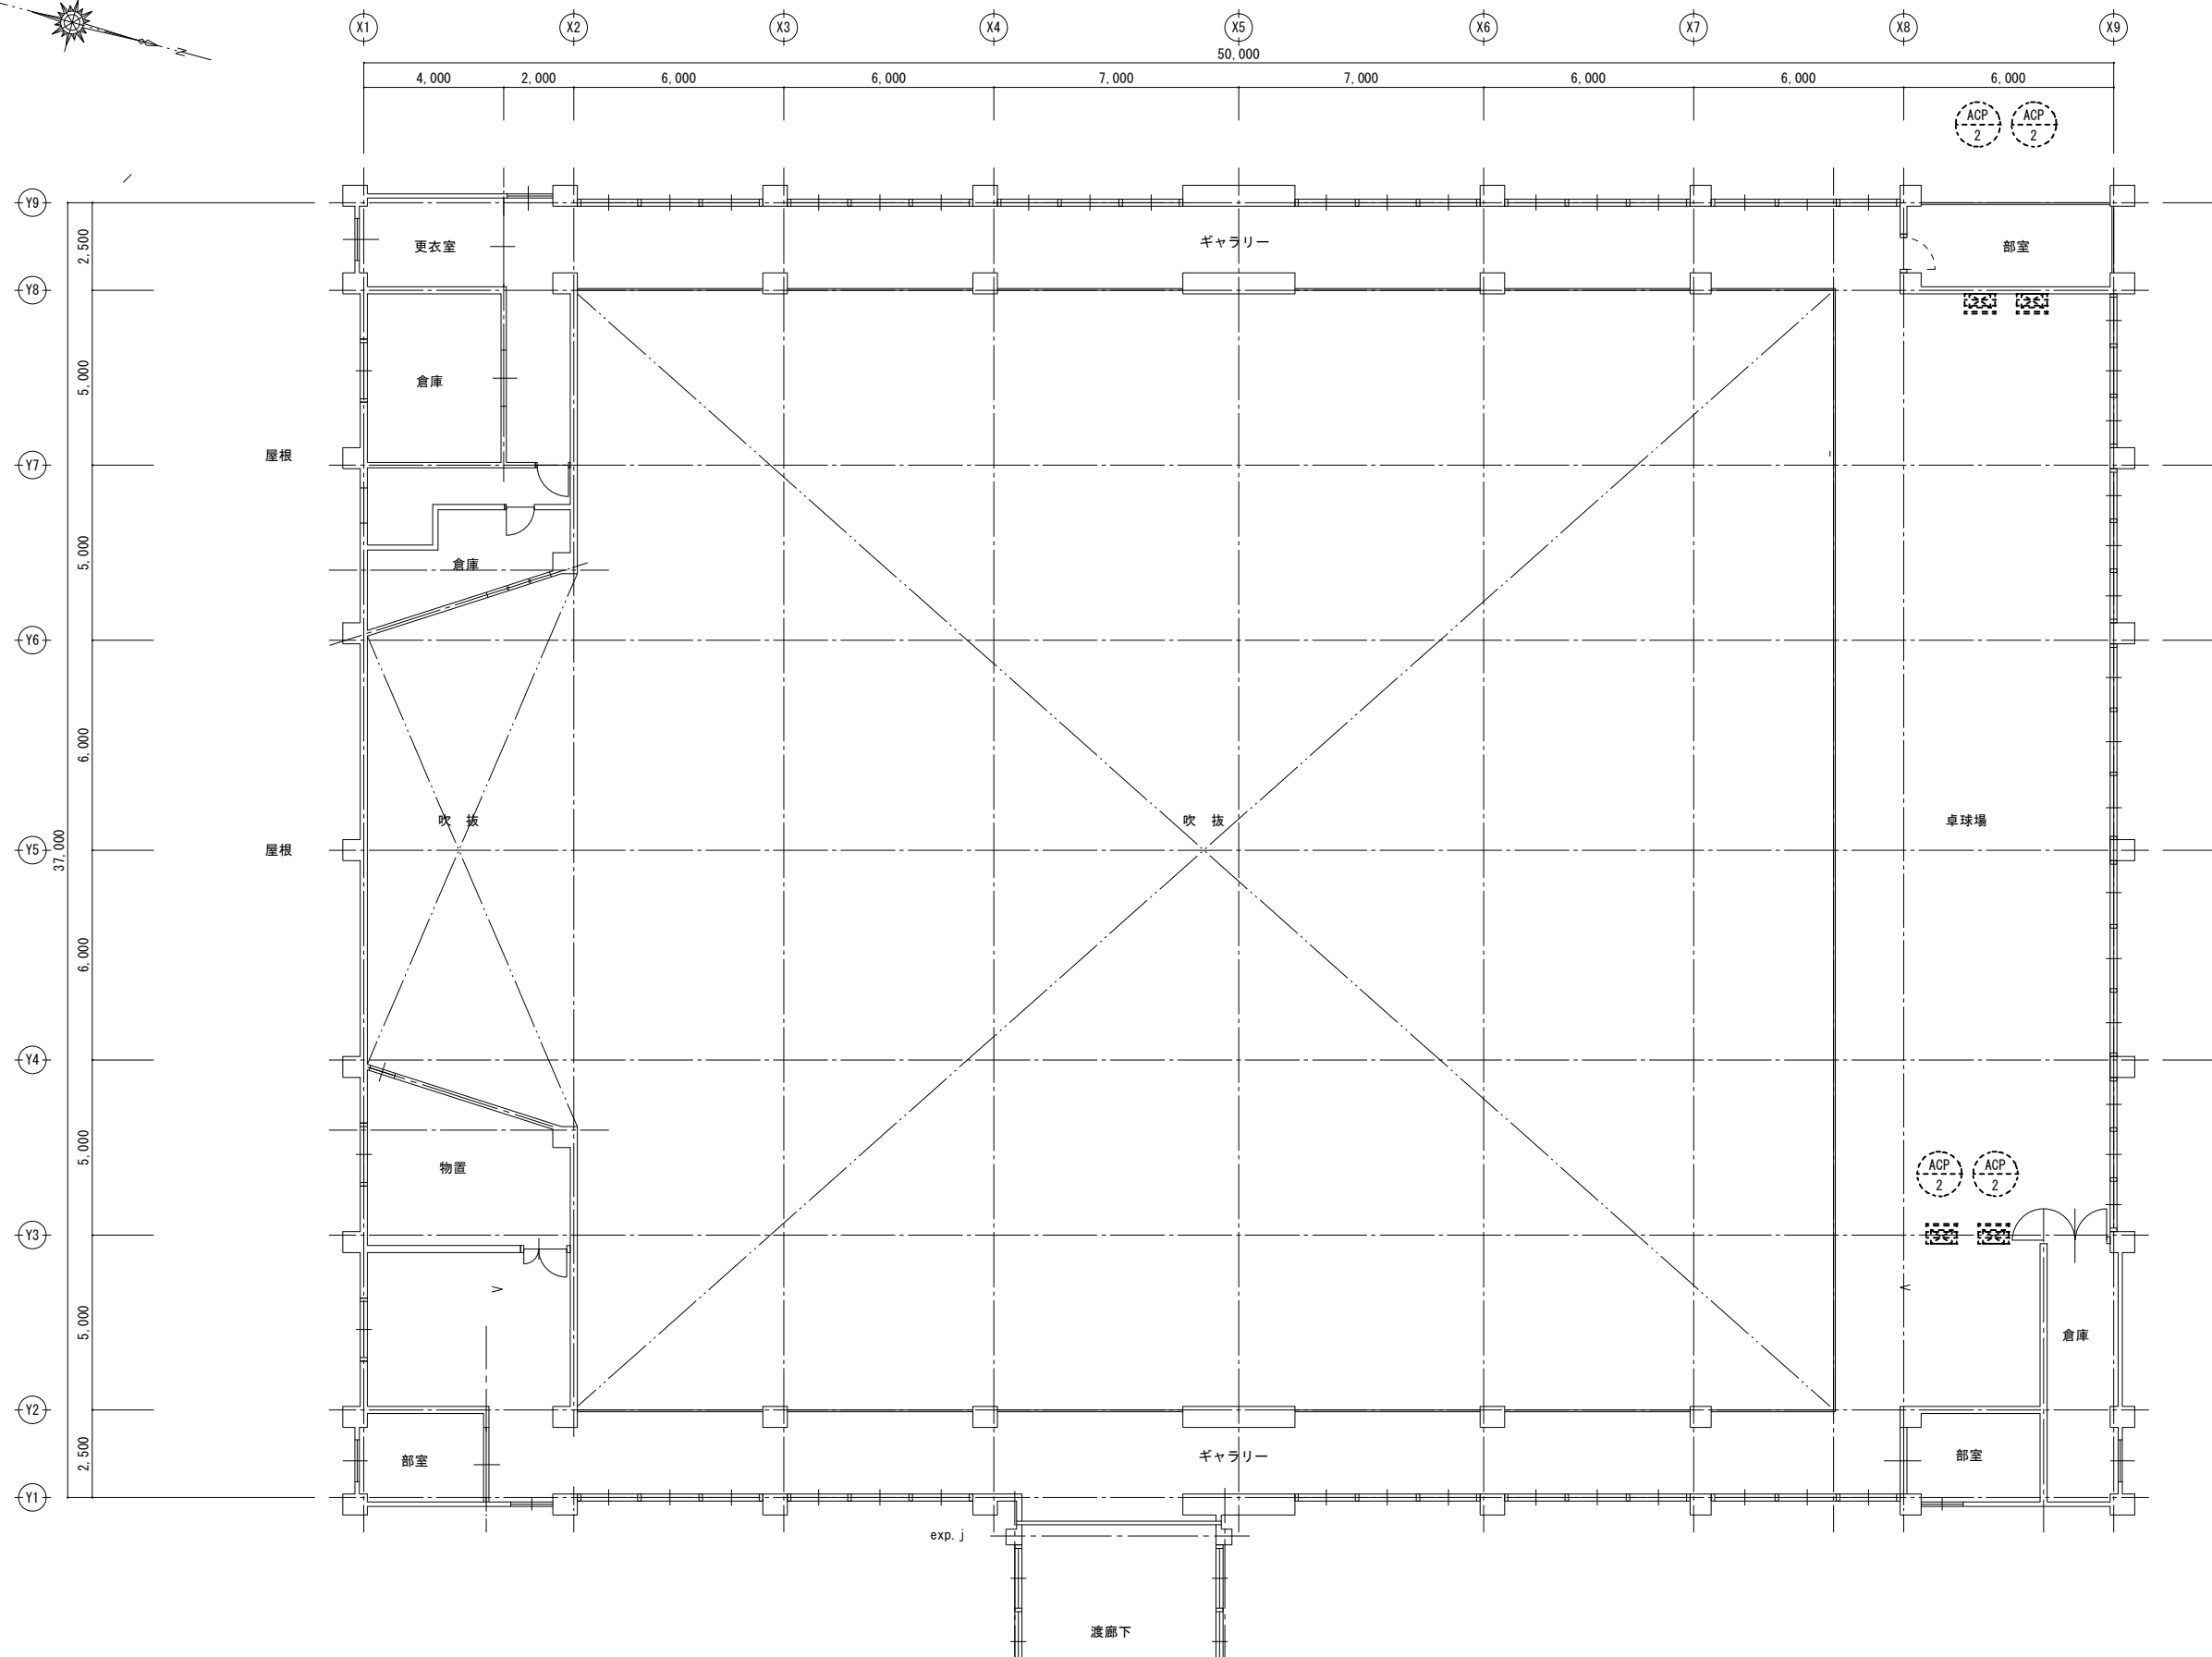 X1 X2 X3 X4 X5 X6 X7 X8 X9
50,000
4,000 2,000 6,000 6,000 7,000 7,000 6,000 6,000 6,000
ACP 2 ACP 2
N
Y9
2,500
更衣室 ギャラリー 部室
Y8
5,000
倉庫
Y7
屋根
5,000
倉庫
Y6
6,000
吹 抜 吹 抜 卓球場
Y5
37,000
屋根
6,000
Y4
5,000
物置
ACP 2 ACP 2
Y3
5,000
倉庫
Y2
2,500
部室 ギャラリー 部室
Y1
exp.j
渡廊下